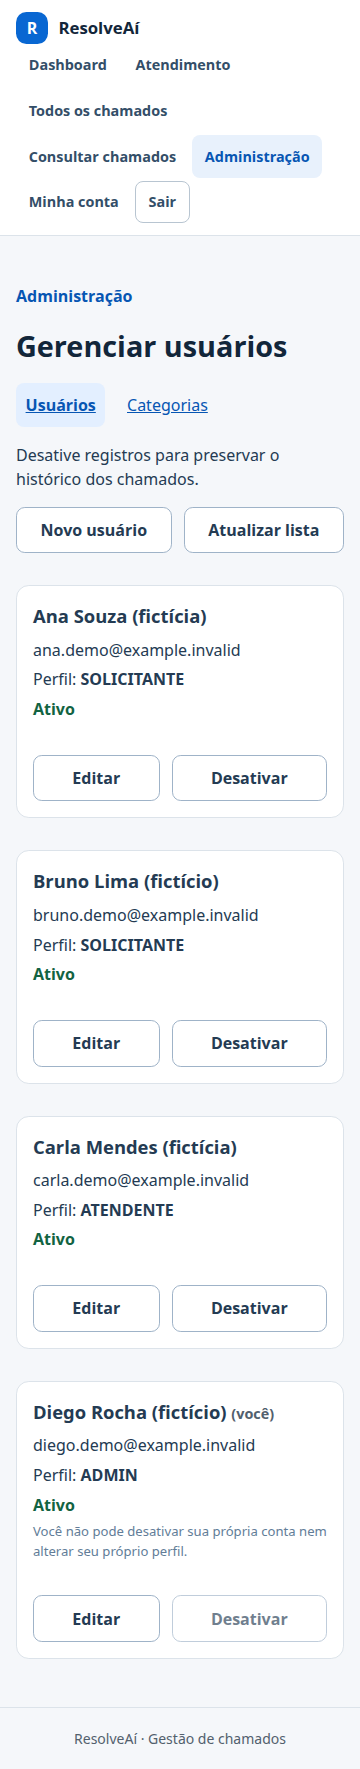 R ResolveAí
Dashboard Atendimento
Todos os chamados
Consultar chamados Administração
Minha conta Sair
Administração
Gerenciar usuários
Usuários Categorias
Desative registros para preservar o
histórico dos chamados.
Novo usuário Atualizar lista
Ana Souza (fictícia)
ana.demo@example.invalid
Perfil: SOLICITANTE
Ativo
Editar Desativar
Bruno Lima (fictício)
bruno.demo@example.invalid
Perfil: SOLICITANTE
Ativo
Editar Desativar
Carla Mendes (fictícia)
carla.demo@example.invalid
Perfil: ATENDENTE
Ativo
Editar Desativar
Diego Rocha (fictício) (você)
diego.demo@example.invalid
Perfil: ADMIN
Ativo
Você não pode desativar sua própria conta nem
alterar seu próprio perfil.
Editar Desativar
ResolveAí · Gestão de chamados